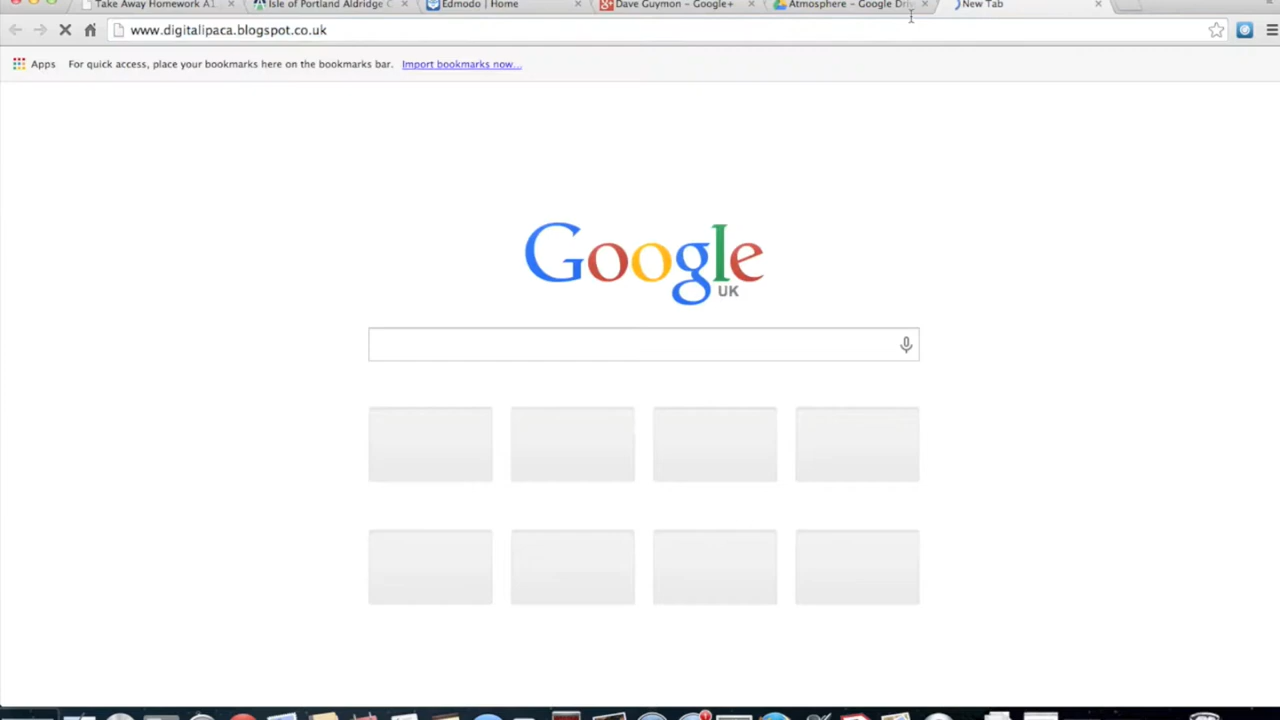 Take Away Homework A1
Isle of Portland Aldridge C
Edmodo | Home
Dave Guymon - Google+
Atmosphere - Google Driv
New Tab
www.digitalipaca.blogspot.co.uk
Apps For quick access, place your bookmarks here on the bookmarks bar. Import bookmarks now...
Google
UK